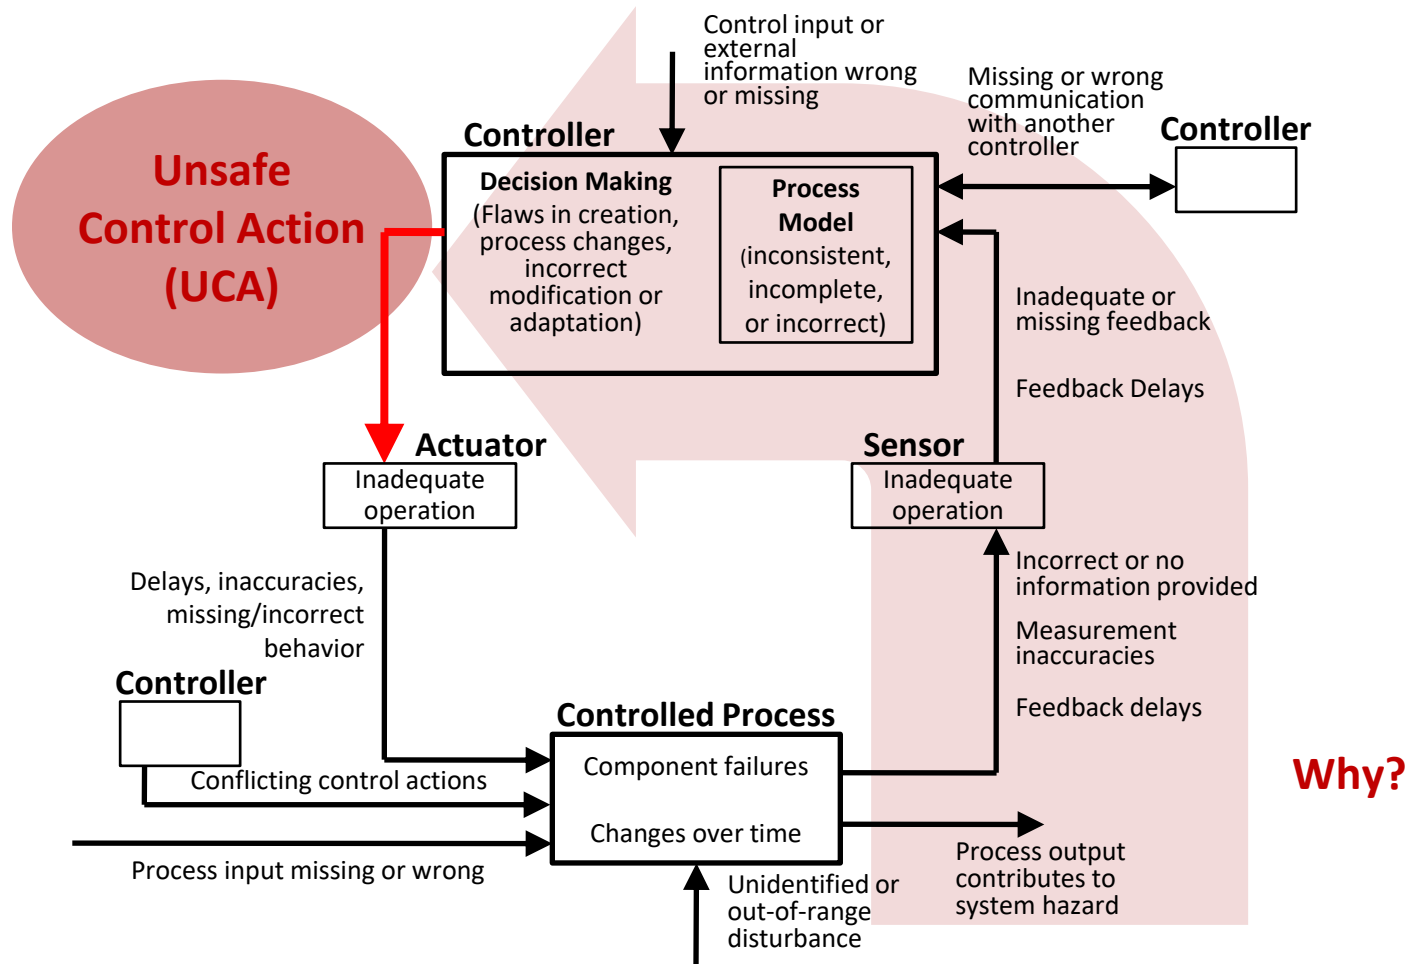 Control input or
external
information wrong
or missing
Missing or wrong
communication
with another
controller
Controller
Controller
Unsafe
Control Action
(UCA)
Decision Making
(Flaws in creation,
process changes,
incorrect
modification or
adaptation)
Process
Model
(inconsistent,
incomplete,
or incorrect)
Inadequate or
missing feedback
Feedback Delays
Actuator
Inadequate
operation
Sensor
Inadequate
operation
Delays, inaccuracies,
missing/incorrect
behavior
Incorrect or no
information provided
Measurement
inaccuracies
Feedback delays
Controller
Conflicting control actions
Process input missing or wrong
Controlled Process
Component failures
Changes over time
Why?
Unidentified or
out-of-range
disturbance
Process output
contributes to
system hazard